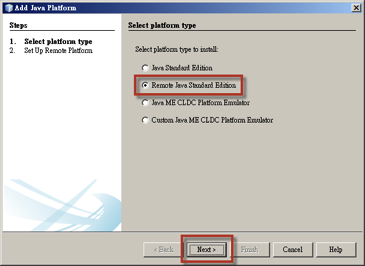 Add Java Platform
Steps
1. Select platform type
2. Set Up Remote Platform
Select platform type
Select platform type to install:
Java Standard Edition
Remote Java Standard Edition
Java ME CLDC Platform Emulator
Custom Java ME CLDC Platform Emulator
< Back Next > Finish Cancel Help